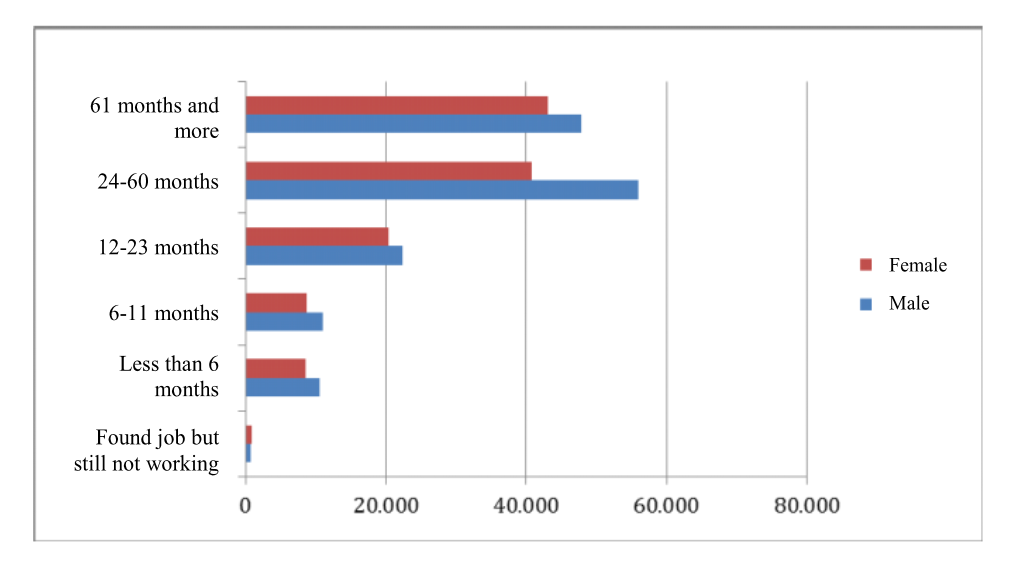 61 months and
more
24-60 months
12-23 months
6-11 months
Less than 6
months
Found job but
still not working
0 20.000 40.000 60.000 80.000
Female
Male